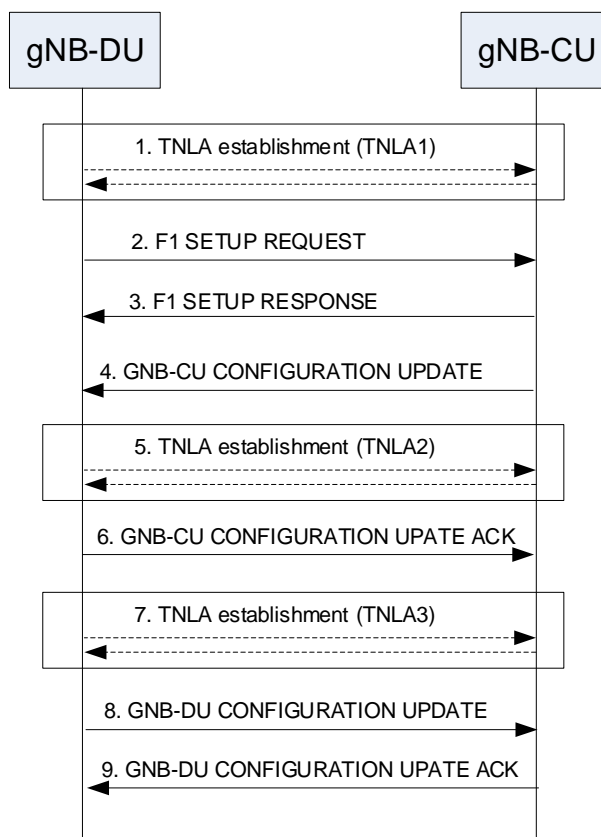 gNB-DU
gNB-CU
1. TNLA establishment (TNLA1)
2. F1 SETUP REQUEST
3. F1 SETUP RESPONSE
4. GNB-CU CONFIGURATION UPDATE
5. TNLA establishment (TNLA2)
6. GNB-CU CONFIGURATION UPATE ACK
7. TNLA establishment (TNLA3)
8. GNB-DU CONFIGURATION UPDATE
9. GNB-DU CONFIGURATION UPATE ACK